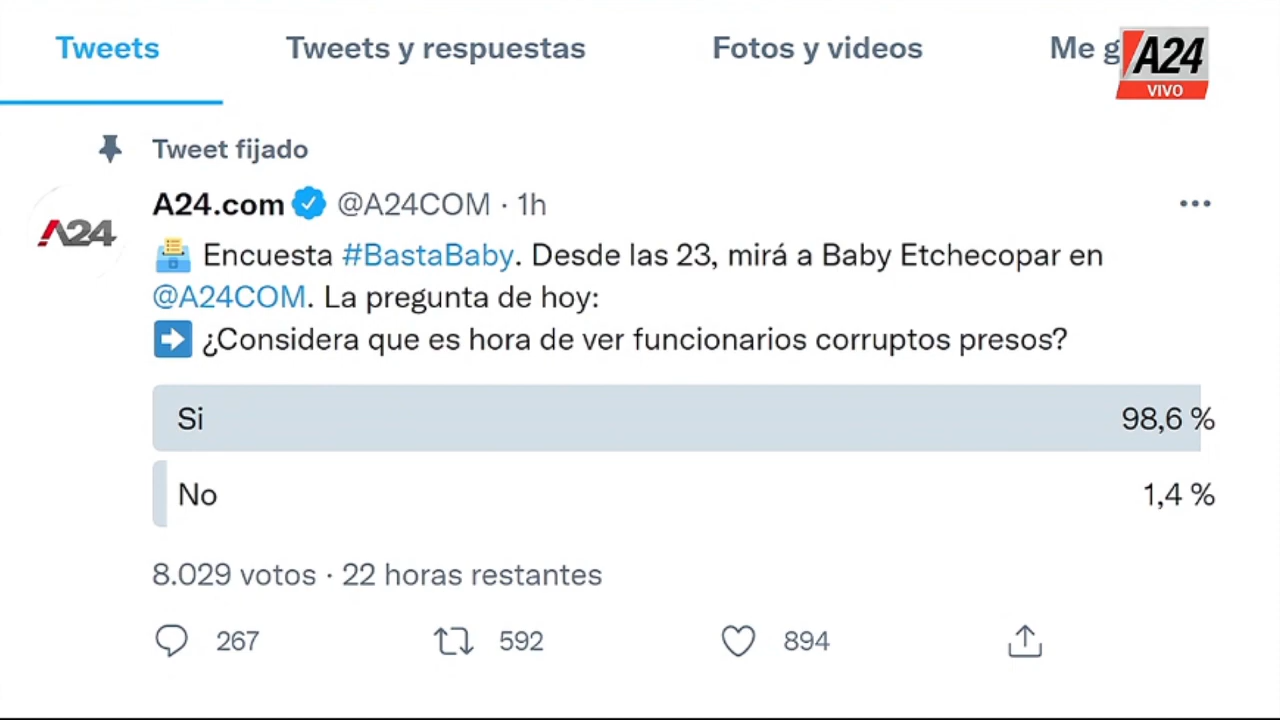 Tweets
Tweets y respuestas
Fotos y videos
Me g
A24
VIVO
Tweet fijado
A24
A24.com @A24COM · 1h
Encuesta #BastaBaby. Desde las 23, mirá a Baby Etchecopar en
@A24COM. La pregunta de hoy:
¿Considera que es hora de ver funcionarios corruptos presos?
Si 98,6 %
No 1,4 %
8.029 votos · 22 horas restantes
267 592 894